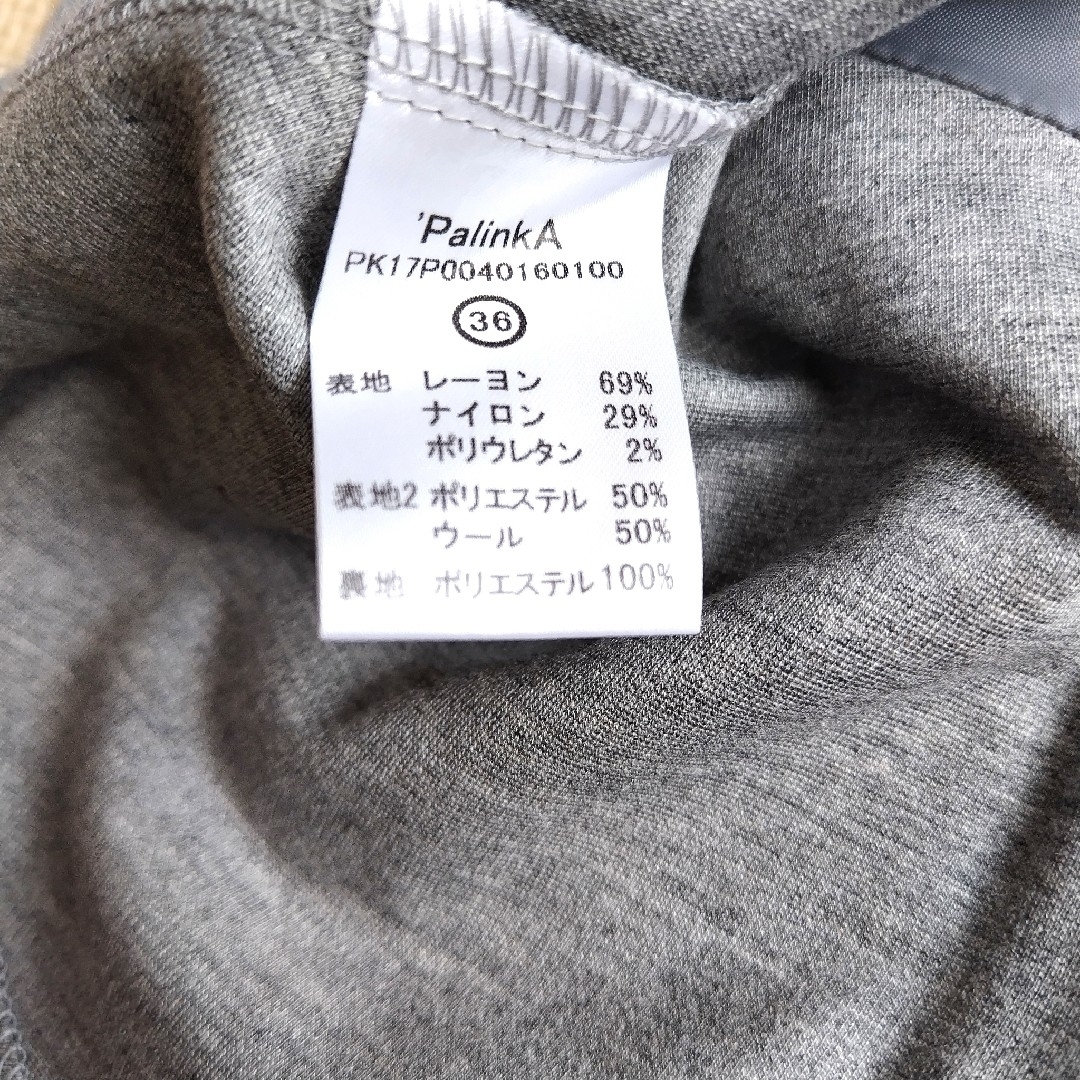 'PalinkA
PK17P0040160100
36
表地 レーヨン 69%
ナイロン 29%
ポリウレタン 2%
表地2 ポリエステル 50%
ウール 50%
裏地 ポリエステル 100%